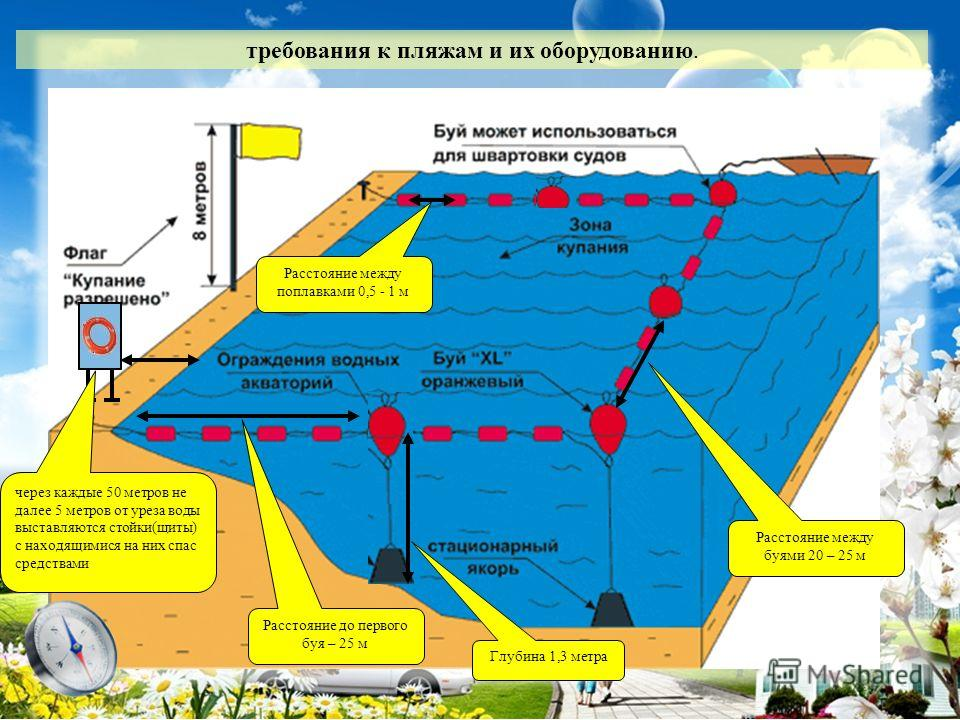 требования к пляжам и их оборудованию.
Буй может использоваться
для швартовки судов
8 метров
Флаг
“Купание
разрешено”
Зона
купания
Расстояние между
поплавками 0,5 - 1 м
Ограждения водных
акваторий
Буй “XL”
оранжевый
через каждые 50 метров не
далее 5 метров от уреза воды
выставляются стойки(щиты)
с находящимися на них спас
средствами
стационарный
якорь
Расстояние между
буями 20 – 25 м
Расстояние до первого
буя – 25 м
Глубина 1,3 метра
MyShared